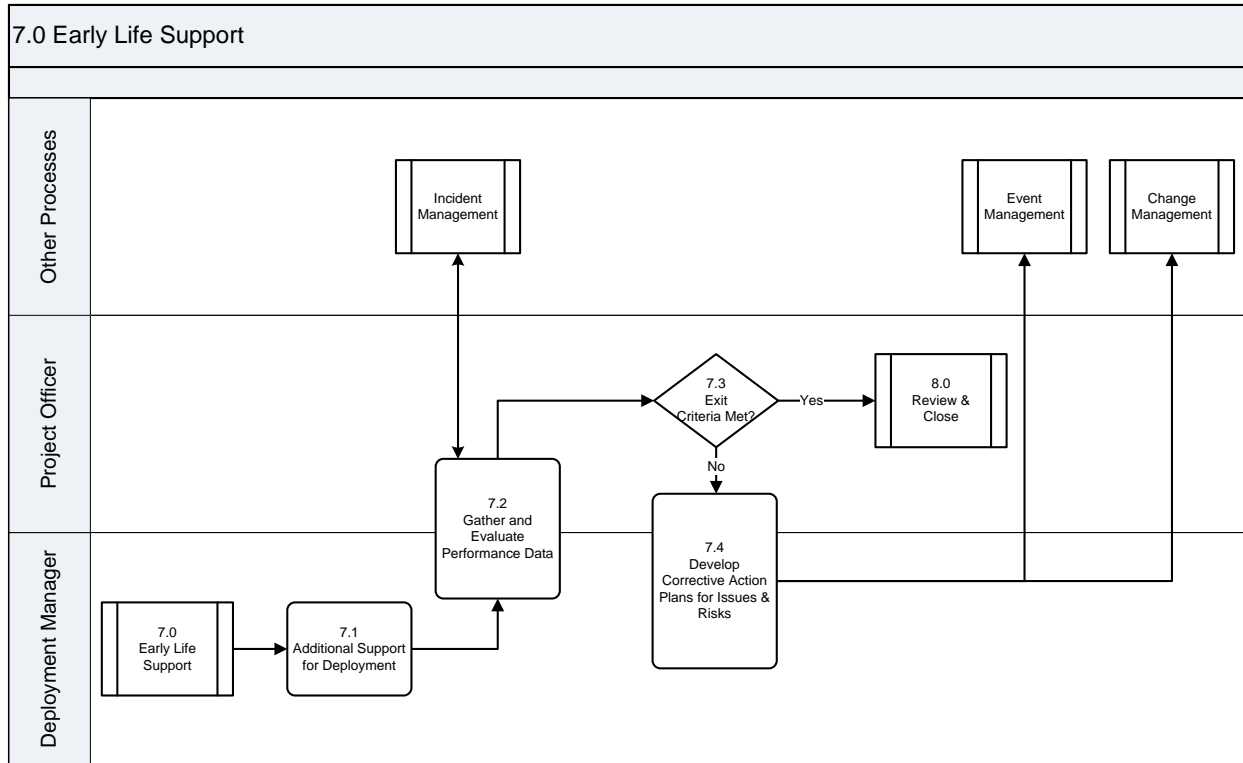 7.0 Early Life Support
Other Processes
Incident
Management
Event
Management
Change
Management
Project Officer
7.3
Exit
Criteria Met?
Yes
8.0
Review &
Close
No
7.2
Gather and
Evaluate
Performance Data
7.4
Develop
Corrective Action
Plans for Issues &
Risks
Deployment Manager
7.0
Early Life
Support
7.1
Additional Support
for Deployment